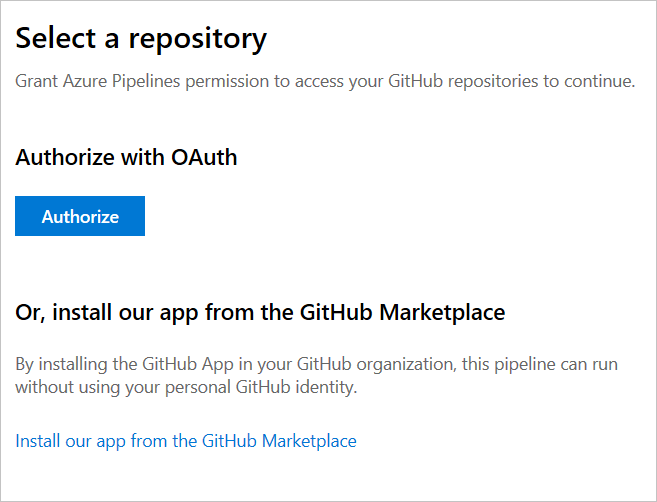 Select a repository
Grant Azure Pipelines permission to access your GitHub repositories to continue.
Authorize with OAuth
Authorize
Or, install our app from the GitHub Marketplace
By installing the GitHub App in your GitHub organization, this pipeline can run
without using your personal GitHub identity.
Install our app from the GitHub Marketplace